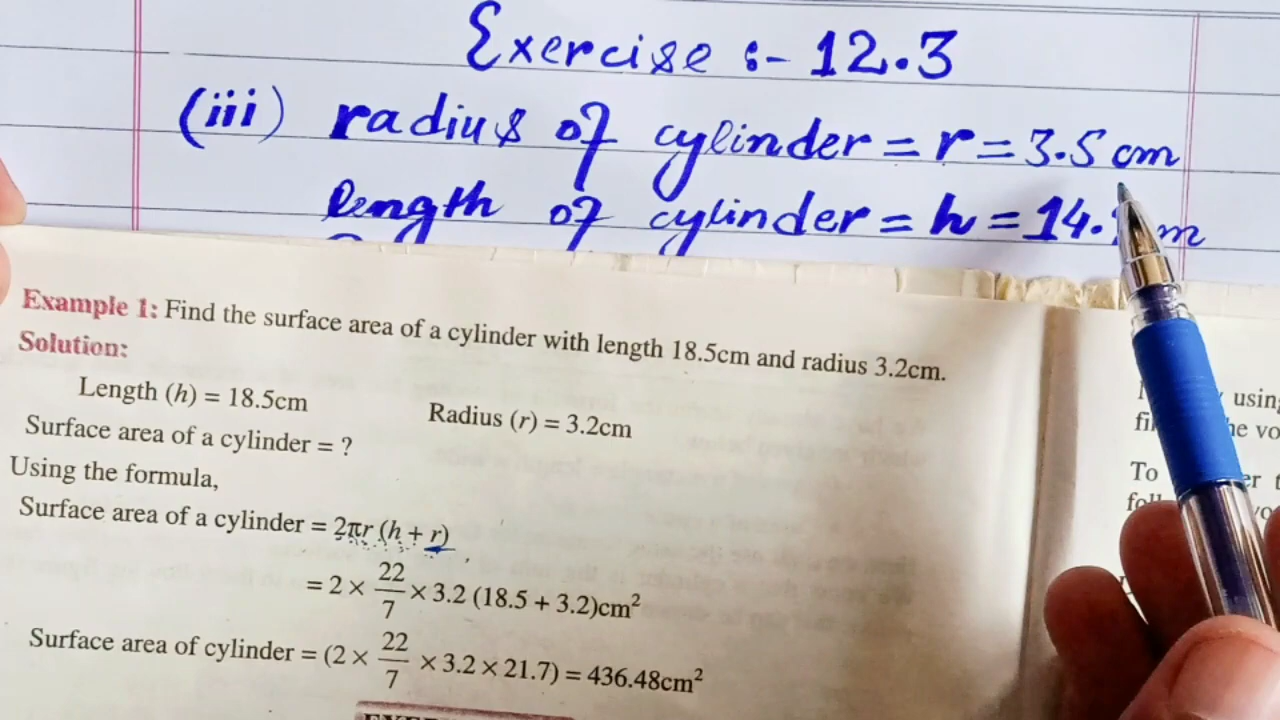 Exercise :- 12.3
(iii) radius of cylinder = r = 3.5 cm
length of cylinder = h = 14.
Example 1: Find the surface area of a cylinder with length 18.5cm and radius 3.2cm.
Solution:
Length (h) = 18.5cm Radius (r) = 3.2cm
Surface area of a cylinder = ?
Using the formula,
Surface area of a cylinder = 2πr (h + r)
= 2 × 22/7 × 3.2 (18.5 + 3.2)cm²
Surface area of cylinder = (2 × 22/7 × 3.2 × 21.7) = 436.48cm²
using
To